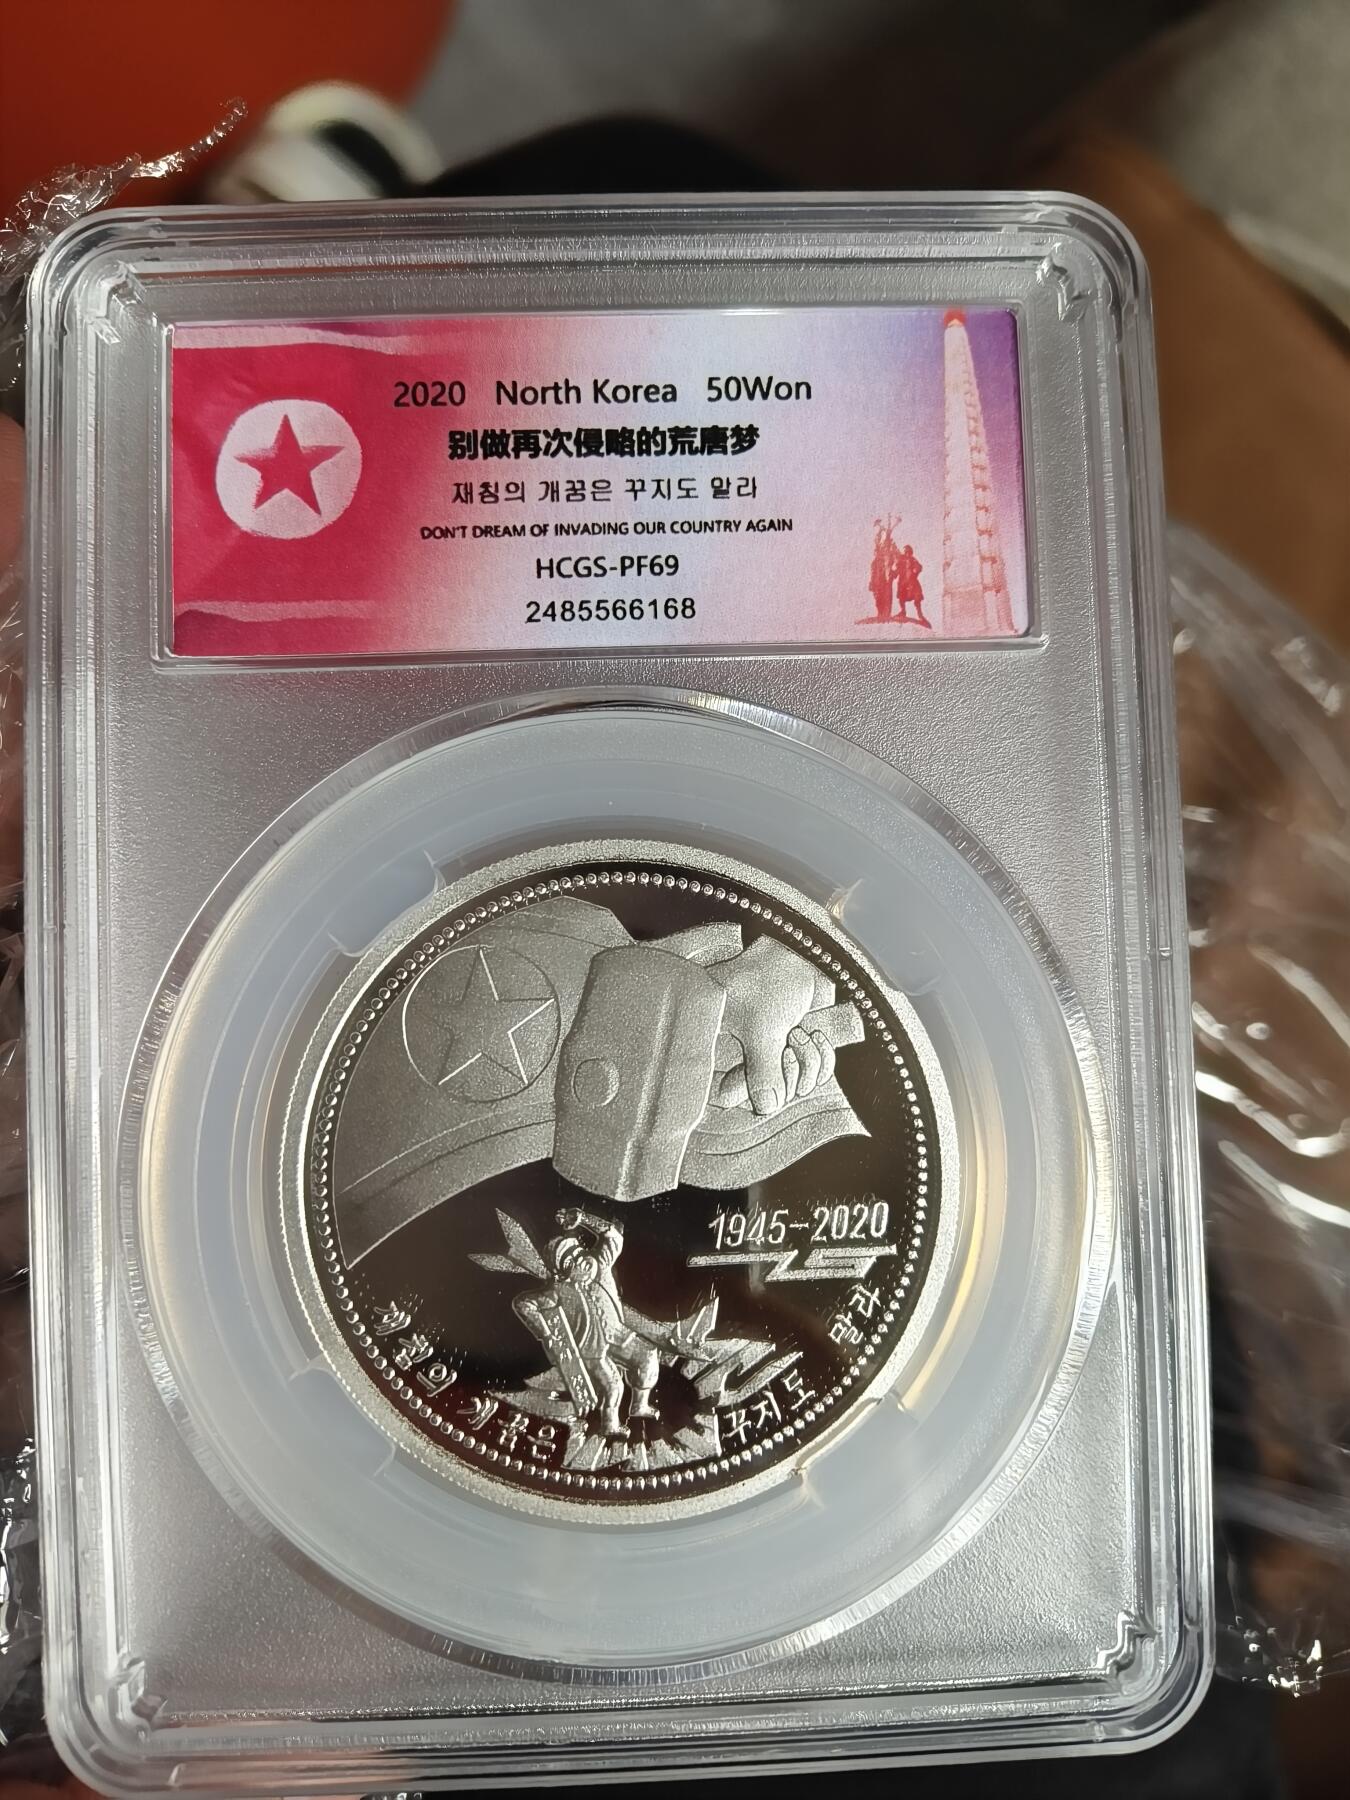 2020 North Korea 50Won
别做再次侵略的荒唐梦
재침의 개꿈은 꾸지도 말라
DON'T DREAM OF INVADING OUR COUNTRY AGAIN
HCGS-PF69
2485566168
1945-2020
재침의 개꿈은 꾸지도 말라